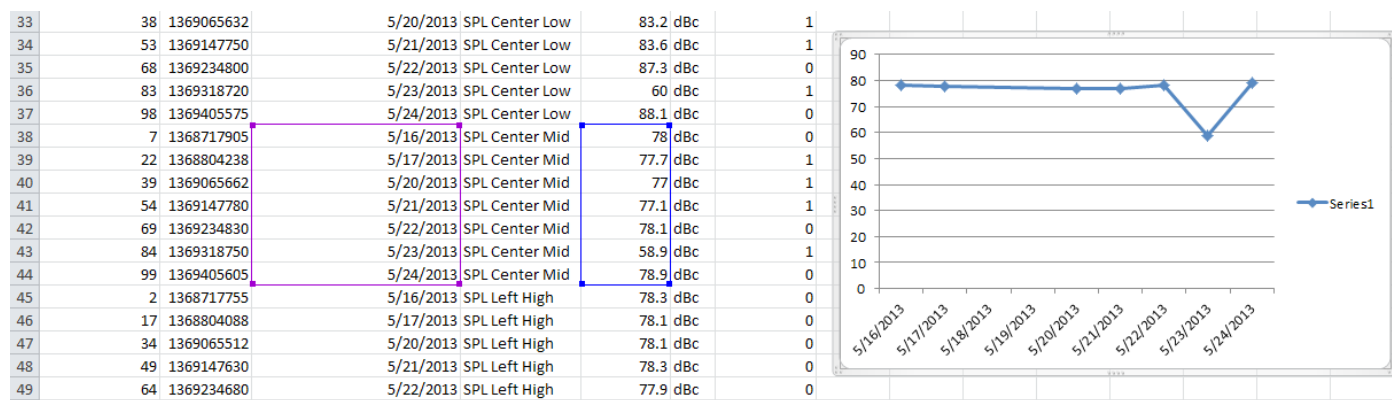 33 38 1369065632 5/20/2013 SPL Center Low 83.2 dBc 1
34 53 1369147750 5/21/2013 SPL Center Low 83.6 dBc 1
35 68 1369234800 5/22/2013 SPL Center Low 87.3 dBc 0
36 83 1369318720 5/23/2013 SPL Center Low 60 dBc 1
37 98 1369405575 5/24/2013 SPL Center Low 88.1 dBc 0
38 7 1368717905 5/16/2013 SPL Center Mid 78 dBc 0
39 22 1368804238 5/17/2013 SPL Center Mid 77.7 dBc 1
40 39 1369065662 5/20/2013 SPL Center Mid 77 dBc 1
41 54 1369147780 5/21/2013 SPL Center Mid 77.1 dBc 1
42 69 1369234830 5/22/2013 SPL Center Mid 78.1 dBc 0
43 84 1369318750 5/23/2013 SPL Center Mid 58.9 dBc 1
44 99 1369405605 5/24/2013 SPL Center Mid 78.9 dBc 0
45 2 1368717755 5/16/2013 SPL Left High 78.3 dBc 0
46 17 1368804088 5/17/2013 SPL Left High 78.1 dBc 0
47 34 1369065512 5/20/2013 SPL Left High 78.1 dBc 0
48 49 1369147630 5/21/2013 SPL Left High 78.3 dBc 0
49 64 1369234680 5/22/2013 SPL Left High 77.9 dBc 0
90
80
70
60
50
40
30
20
10
0
5/16/2013 5/17/2013 5/18/2013 5/19/2013 5/20/2013 5/21/2013 5/22/2013 5/23/2013 5/24/2013
Series1